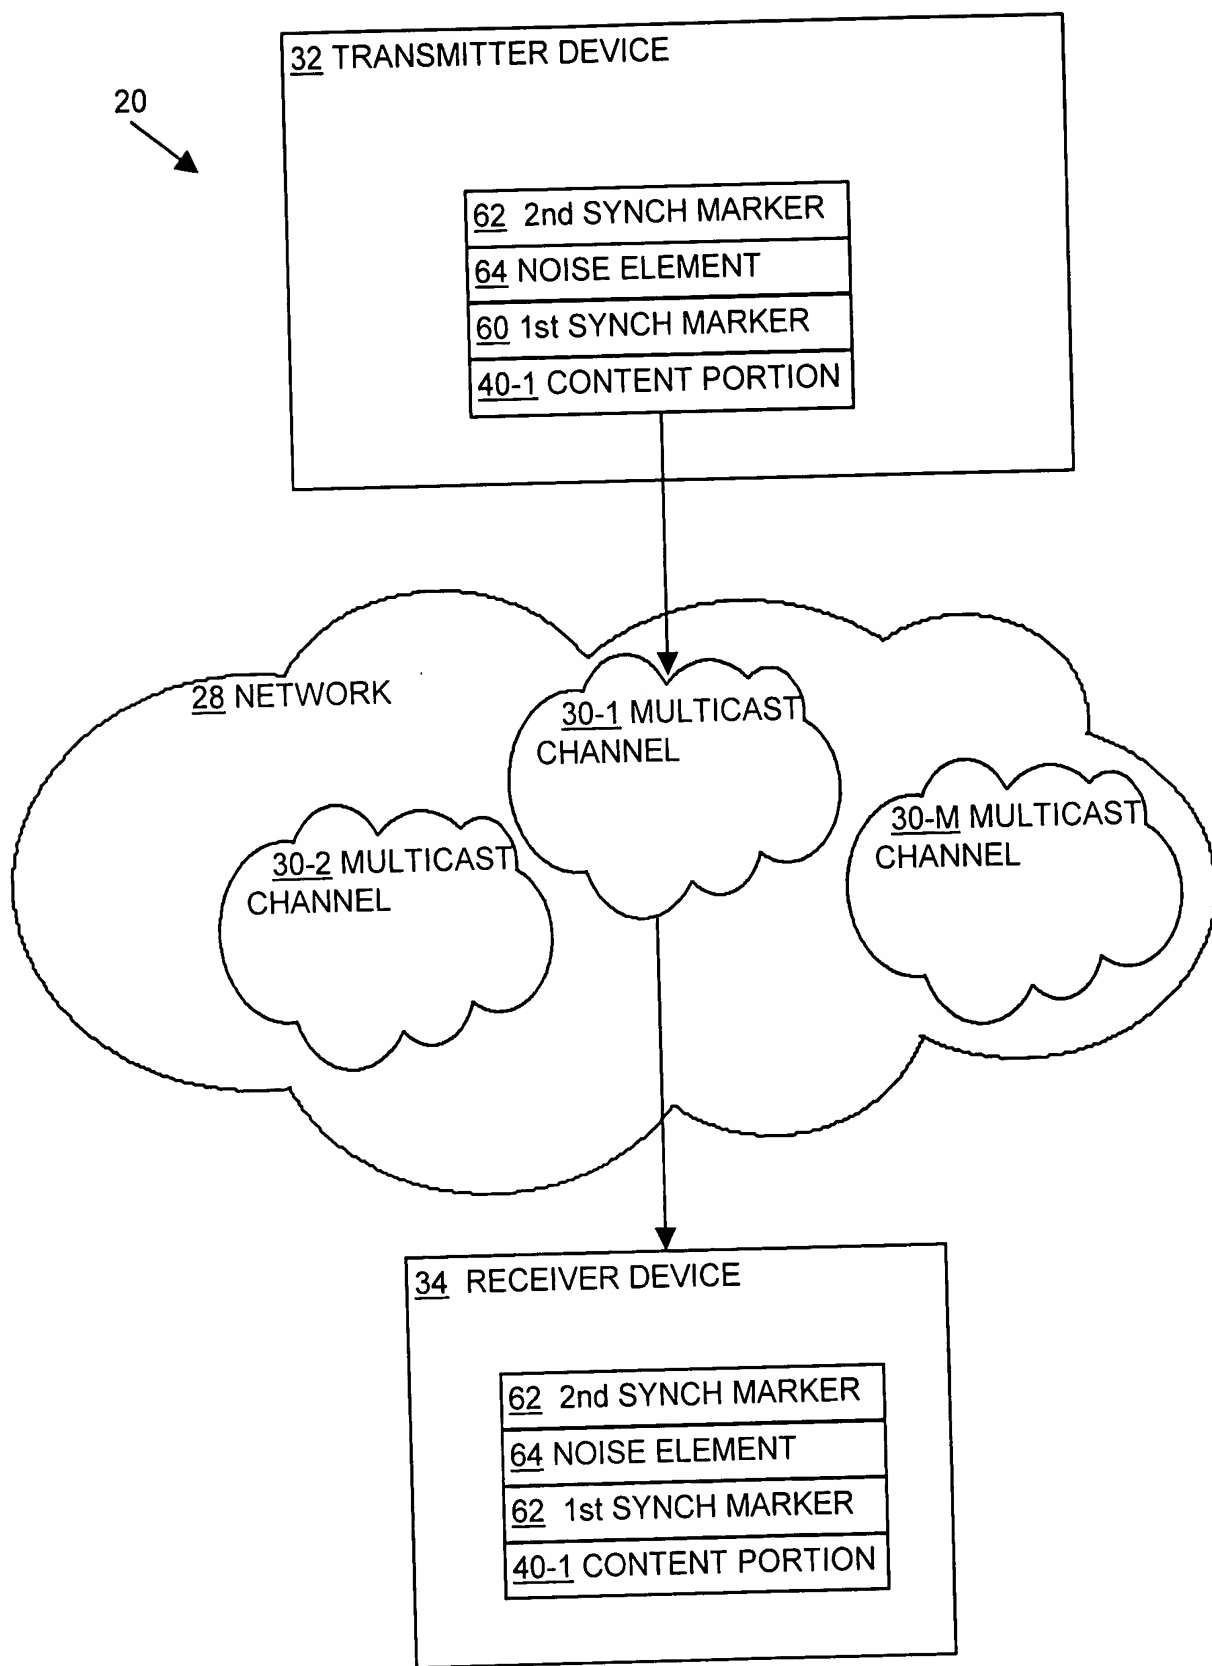 32 TRANSMITTER DEVICE
20
62 2nd SYNCH MARKER
64 NOISE ELEMENT
60 1st SYNCH MARKER
40-1 CONTENT PORTION
28 NETWORK
30-1 MULTICAST
CHANNEL
30-M MULTICAST
CHANNEL
30-2 MULTICAST
CHANNEL
34 RECEIVER DEVICE
62 2nd SYNCH MARKER
64 NOISE ELEMENT
62 1st SYNCH MARKER
40-1 CONTENT PORTION